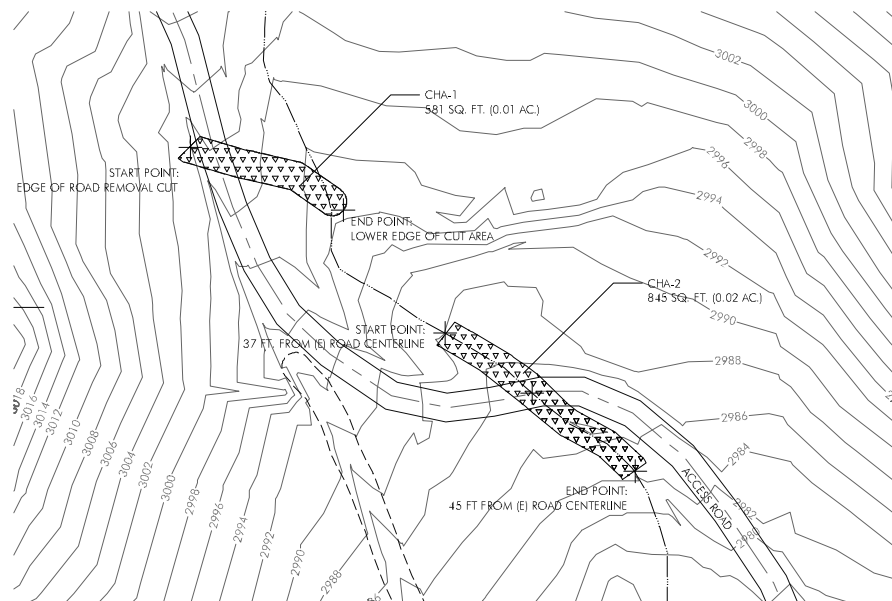 CHA-1
581 SQ. FT. (0.01 AC.)
START POINT:
EDGE OF ROAD REMOVAL CUT
END POINT:
LOWER EDGE OF CUT AREA
CHA-2
845 SQ. FT. (0.02 AC.)
START POINT:
37 FT. FROM (E) ROAD CENTERLINE
END POINT:
45 FT FROM (E) ROAD CENTERLINE
ACCESS ROAD
3002
3000
2998
2996
2994
2992
2990
2988
2986
2984
2982
3018
3016
3014
3012
3010
3008
3006
3004
3002
3000
2998
2996
2994
2992
2990
2988